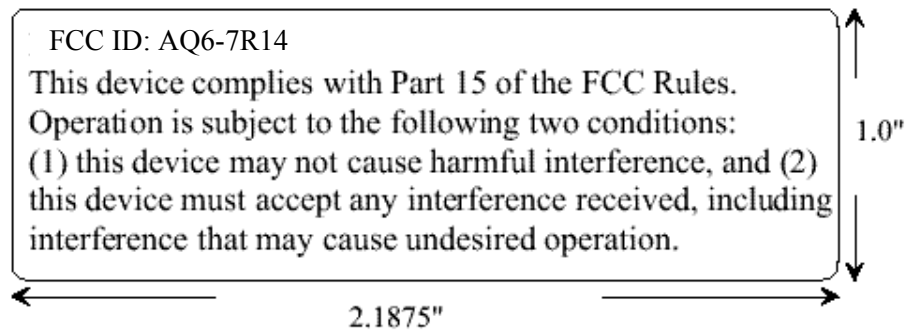 FCC ID: AQ6-7R14
This device complies with Part 15 of the FCC Rules.
Operation is subject to the following two conditions:
(1) this device may not cause harmful interference, and (2)
this device must accept any interference received, including
interference that may cause undesired operation.
1.0"
2.1875"